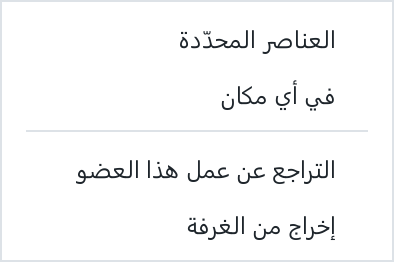 العناصر المحدّدة
في أي مكان
التراجع عن عمل هذا العضو
إخراج من الغرفة